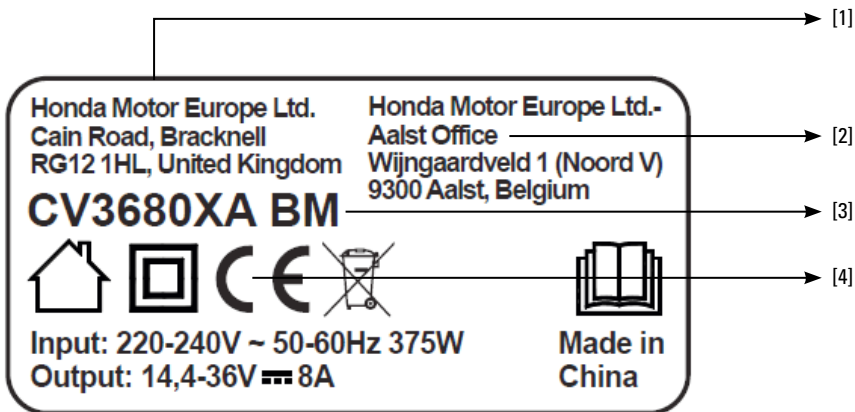 [1]
Honda Motor Europe Ltd.
Cain Road, Bracknell
RG12 1HL, United Kingdom
Honda Motor Europe Ltd.-
Aalst Office
Wijngaardveld 1 (Noord V)
9300 Aalst, Belgium
[2]
CV3680XA BM
[3]
CE
[4]
Input: 220-240V ~ 50-60Hz 375W
Output: 14,4-36V ⎓ 8A
Made in
China